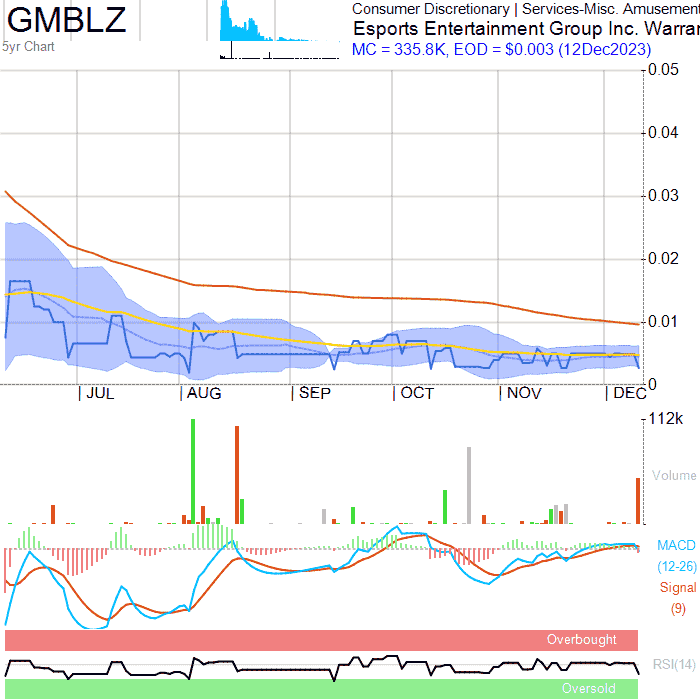 GMBLZ
5yr Chart
Consumer Discretionary | Services-Misc. Amusement
Esports Entertainment Group Inc. Warran
MC = 335.8K, EOD = $0.003 (12Dec2023)
0.05
0.04
0.03
0.02
0.01
0
JUL AUG SEP OCT NOV DEC
112k
Volume
MACD
(12-26)
Signal
(9)
Overbought
RSI(14)
Oversold